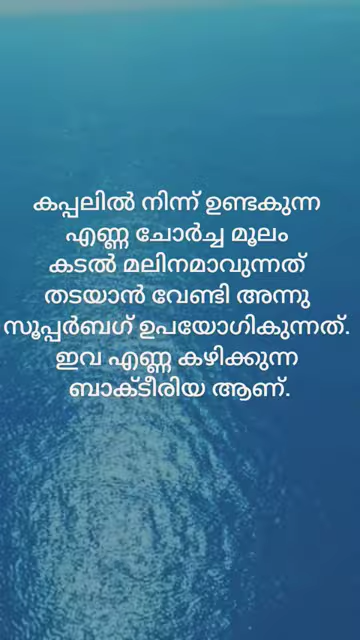 കപ്പലിൽ നിന്ന് ഉണ്ടകുന്ന
എണ്ണ ചോർച്ച മൂലം
കടൽ മലിനമാവുന്നത്
തടയാൻ വേണ്ടി അന്നു
സൂപ്പർബഗ് ഉപയോഗികുന്നത്.
ഇവ എണ്ണ കഴിക്കുന്ന
ബാക്ടീരിയ ആണ്.